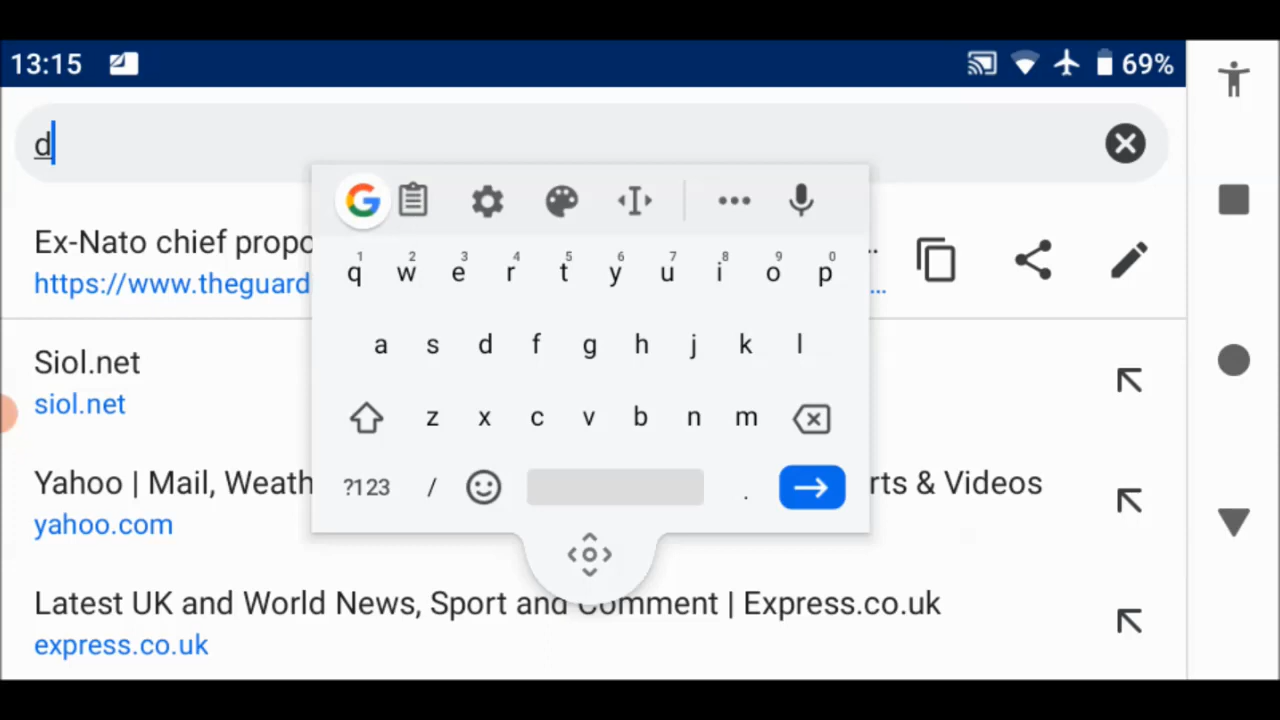 13:15 69%
d
Ex-Nato chief propo ...
https://www.theguard ...
Siol.net
siol.net
Yahoo | Mail, Weath rts & Videos
yahoo.com
Latest UK and World News, Sport and Comment | Express.co.uk
express.co.uk
G
1 2 3 4 5 6 7 8 9 0
q w e r t y u i o p
a s d f g h j k l
z x c v b n m
?123 / .